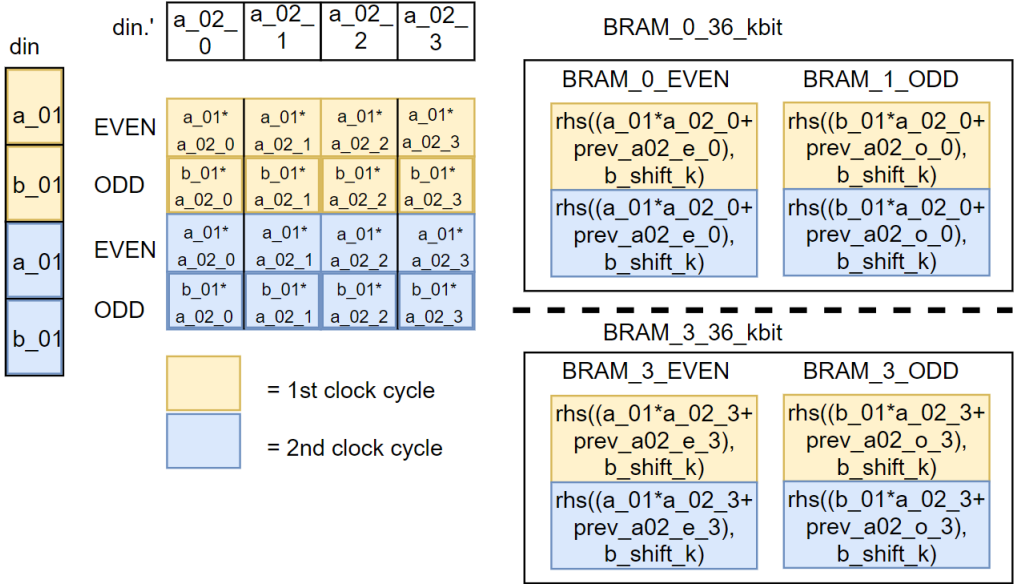 din.'
a_02_
0
a_02_
1
a_02_
2
a_02_
3
din
a_01
b_01
a_01
b_01
EVEN
a_01*
a_02_0
a_01*
a_02_1
a_01*
a_02_2
a_01*
a_02_3
ODD
b_01*
a_02_0
b_01*
a_02_1
b_01*
a_02_2
b_01*
a_02_3
EVEN
a_01*
a_02_0
a_01*
a_02_1
a_01*
a_02_2
a_01*
a_02_3
ODD
b_01*
a_02_0
b_01*
a_02_1
b_01*
a_02_2
b_01*
a_02_3
= 1st clock cycle
= 2nd clock cycle
BRAM_0_36_kbit
BRAM_0_EVEN
rhs((a_01*a_02_0+
prev_a02_e_0),
b_shift_k)
rhs((a_01*a_02_0+
prev_a02_e_0),
b_shift_k)
BRAM_1_ODD
rhs((b_01*a_02_0+
prev_a02_o_0),
b_shift_k)
rhs((b_01*a_02_0+
prev_a02_o_0),
b_shift_k)
BRAM_3_36_kbit
BRAM_3_EVEN
rhs((a_01*a_02_3+
prev_a02_e_3),
b_shift_k)
rhs((a_01*a_02_3+
prev_a02_e_3),
b_shift_k)
BRAM_3_ODD
rhs((b_01*a_02_3+
prev_a02_o_3),
b_shift_k)
rhs((b_01*a_02_3+
prev_a02_o_3),
b_shift_k)